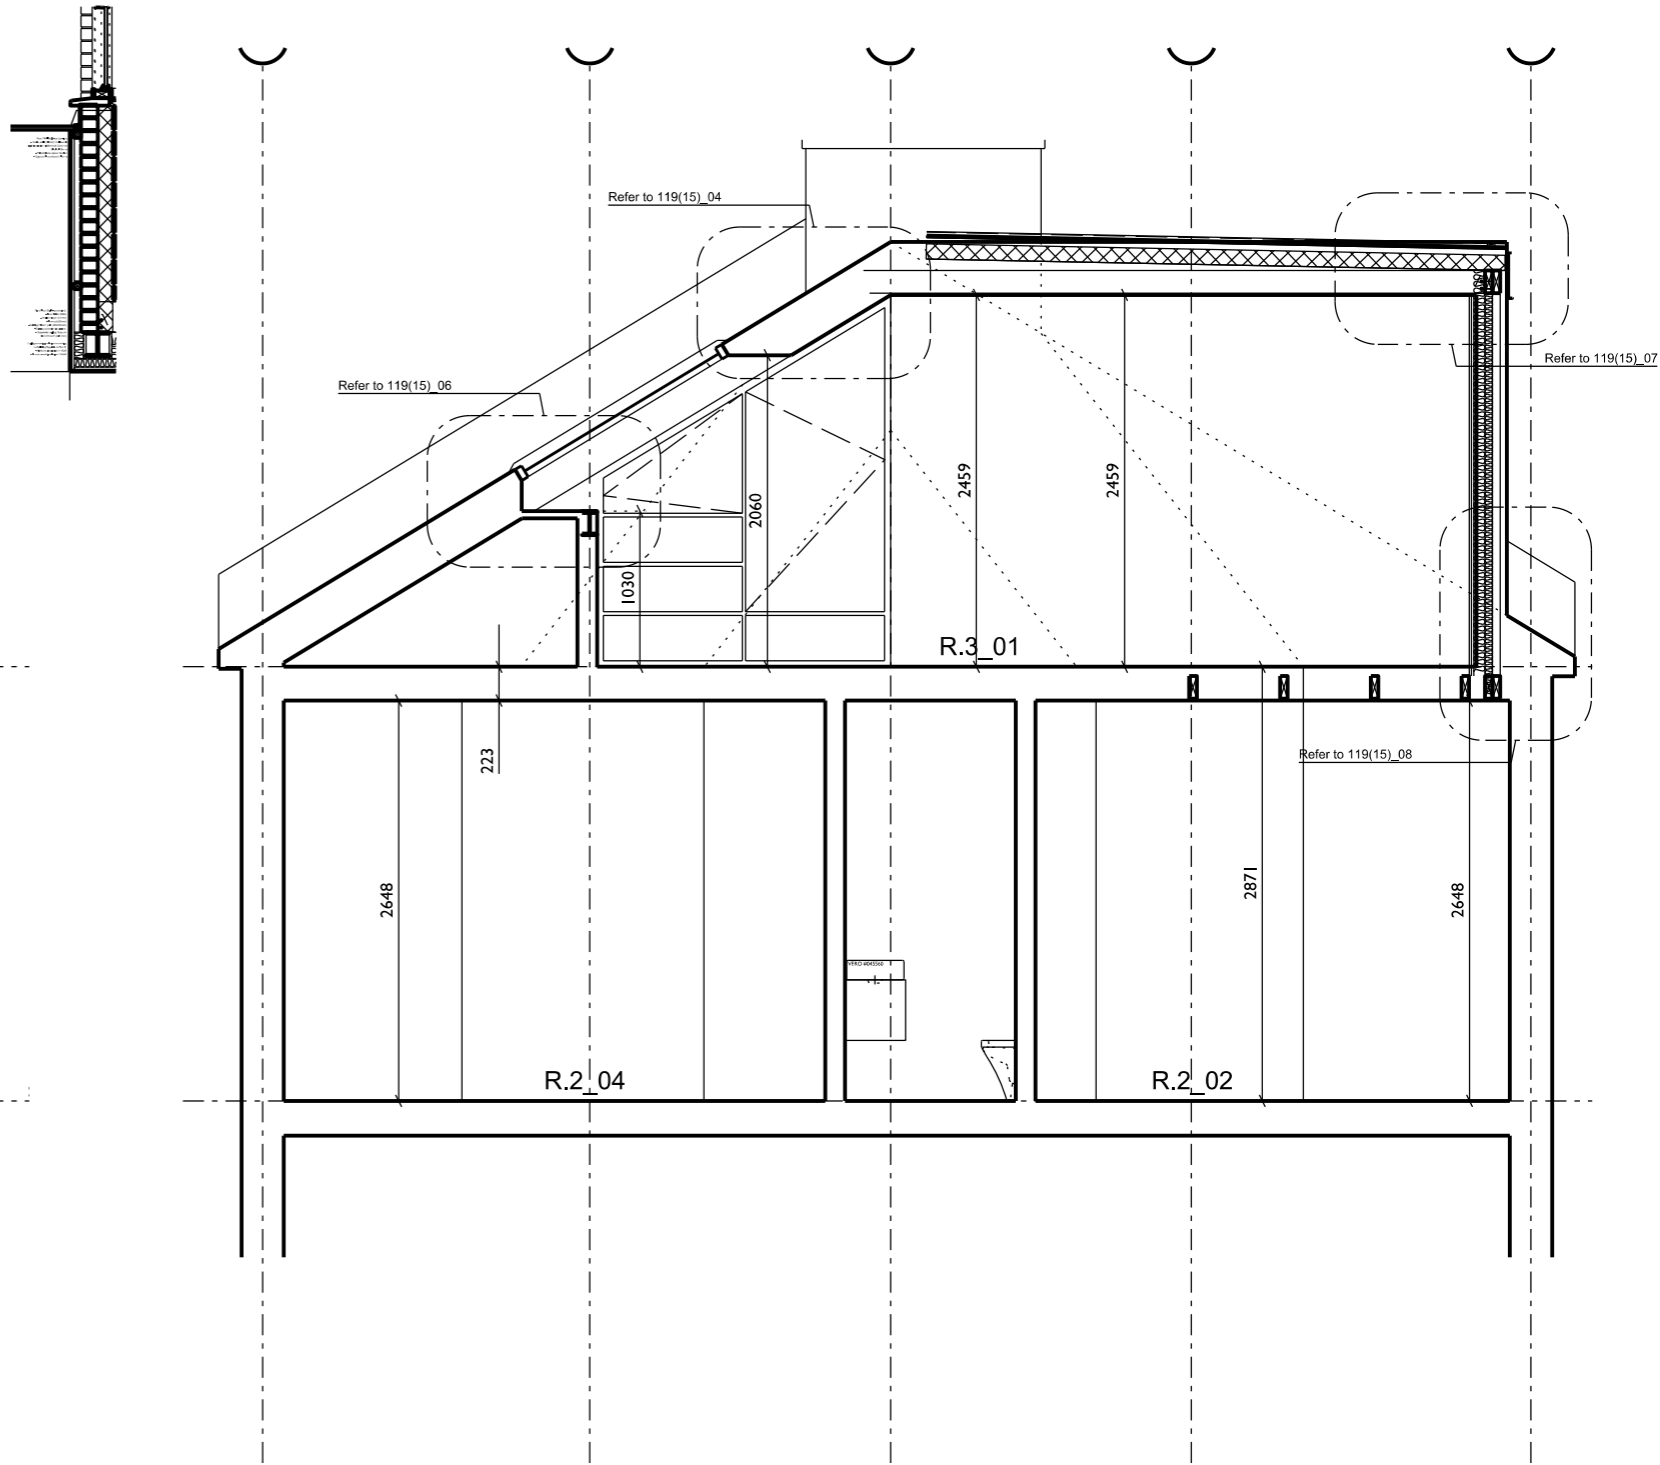 Refer to 119(15)_04
Refer to 119(15)_07
Refer to 119(15)_06
2459
2459
2060
1030
R.3_01
223
Refer to 119(15)_08
2648
2871
2648
R.2_04
R.2_02